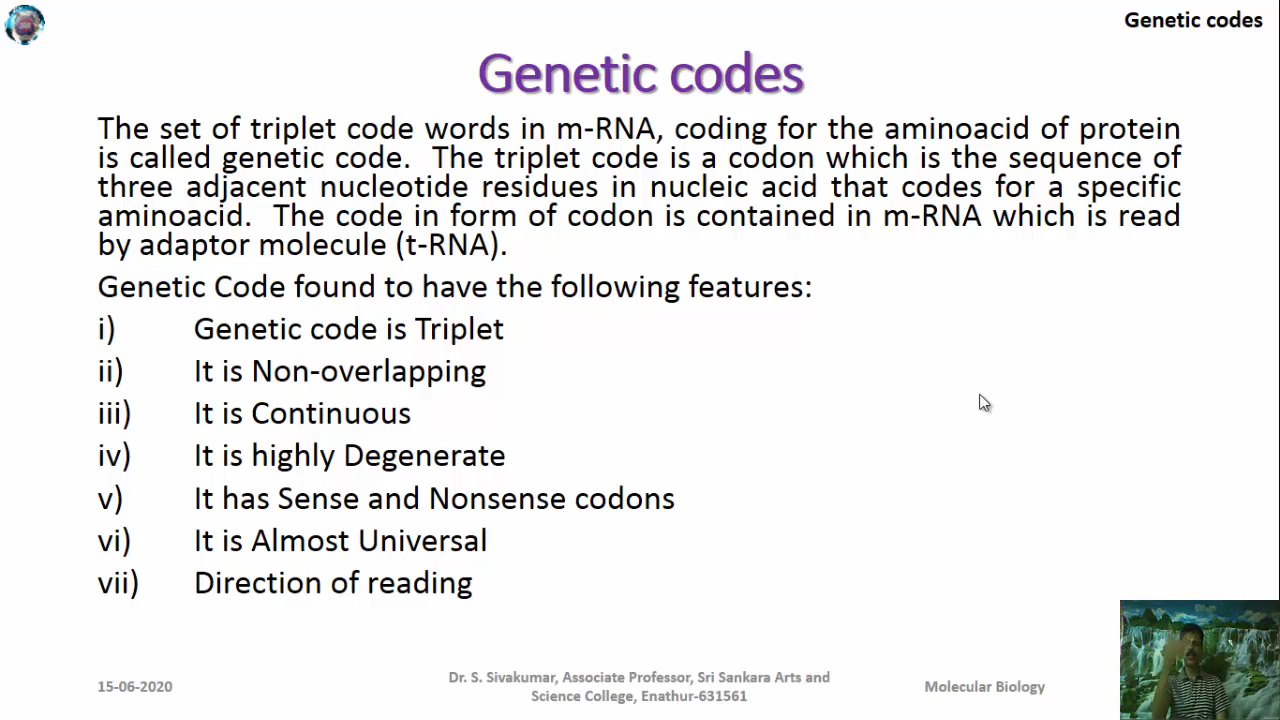 Genetic codes
Genetic codes
The set of triplet code words in m-RNA, coding for the aminoacid of protein
is called genetic code. The triplet code is a codon which is the sequence of
three adjacent nucleotide residues in nucleic acid that codes for a specific
aminoacid. The code in form of codon is contained in m-RNA which is read
by adaptor molecule (t-RNA).
Genetic Code found to have the following features:
i) Genetic code is Triplet
ii) It is Non-overlapping
iii) It is Continuous
iv) It is highly Degenerate
v) It has Sense and Nonsense codons
vi) It is Almost Universal
vii) Direction of reading
15-06-2020
Dr. S. Sivakumar, Associate Professor, Sri Sankara Arts and
Science College, Enathur-631561
Molecular Biology